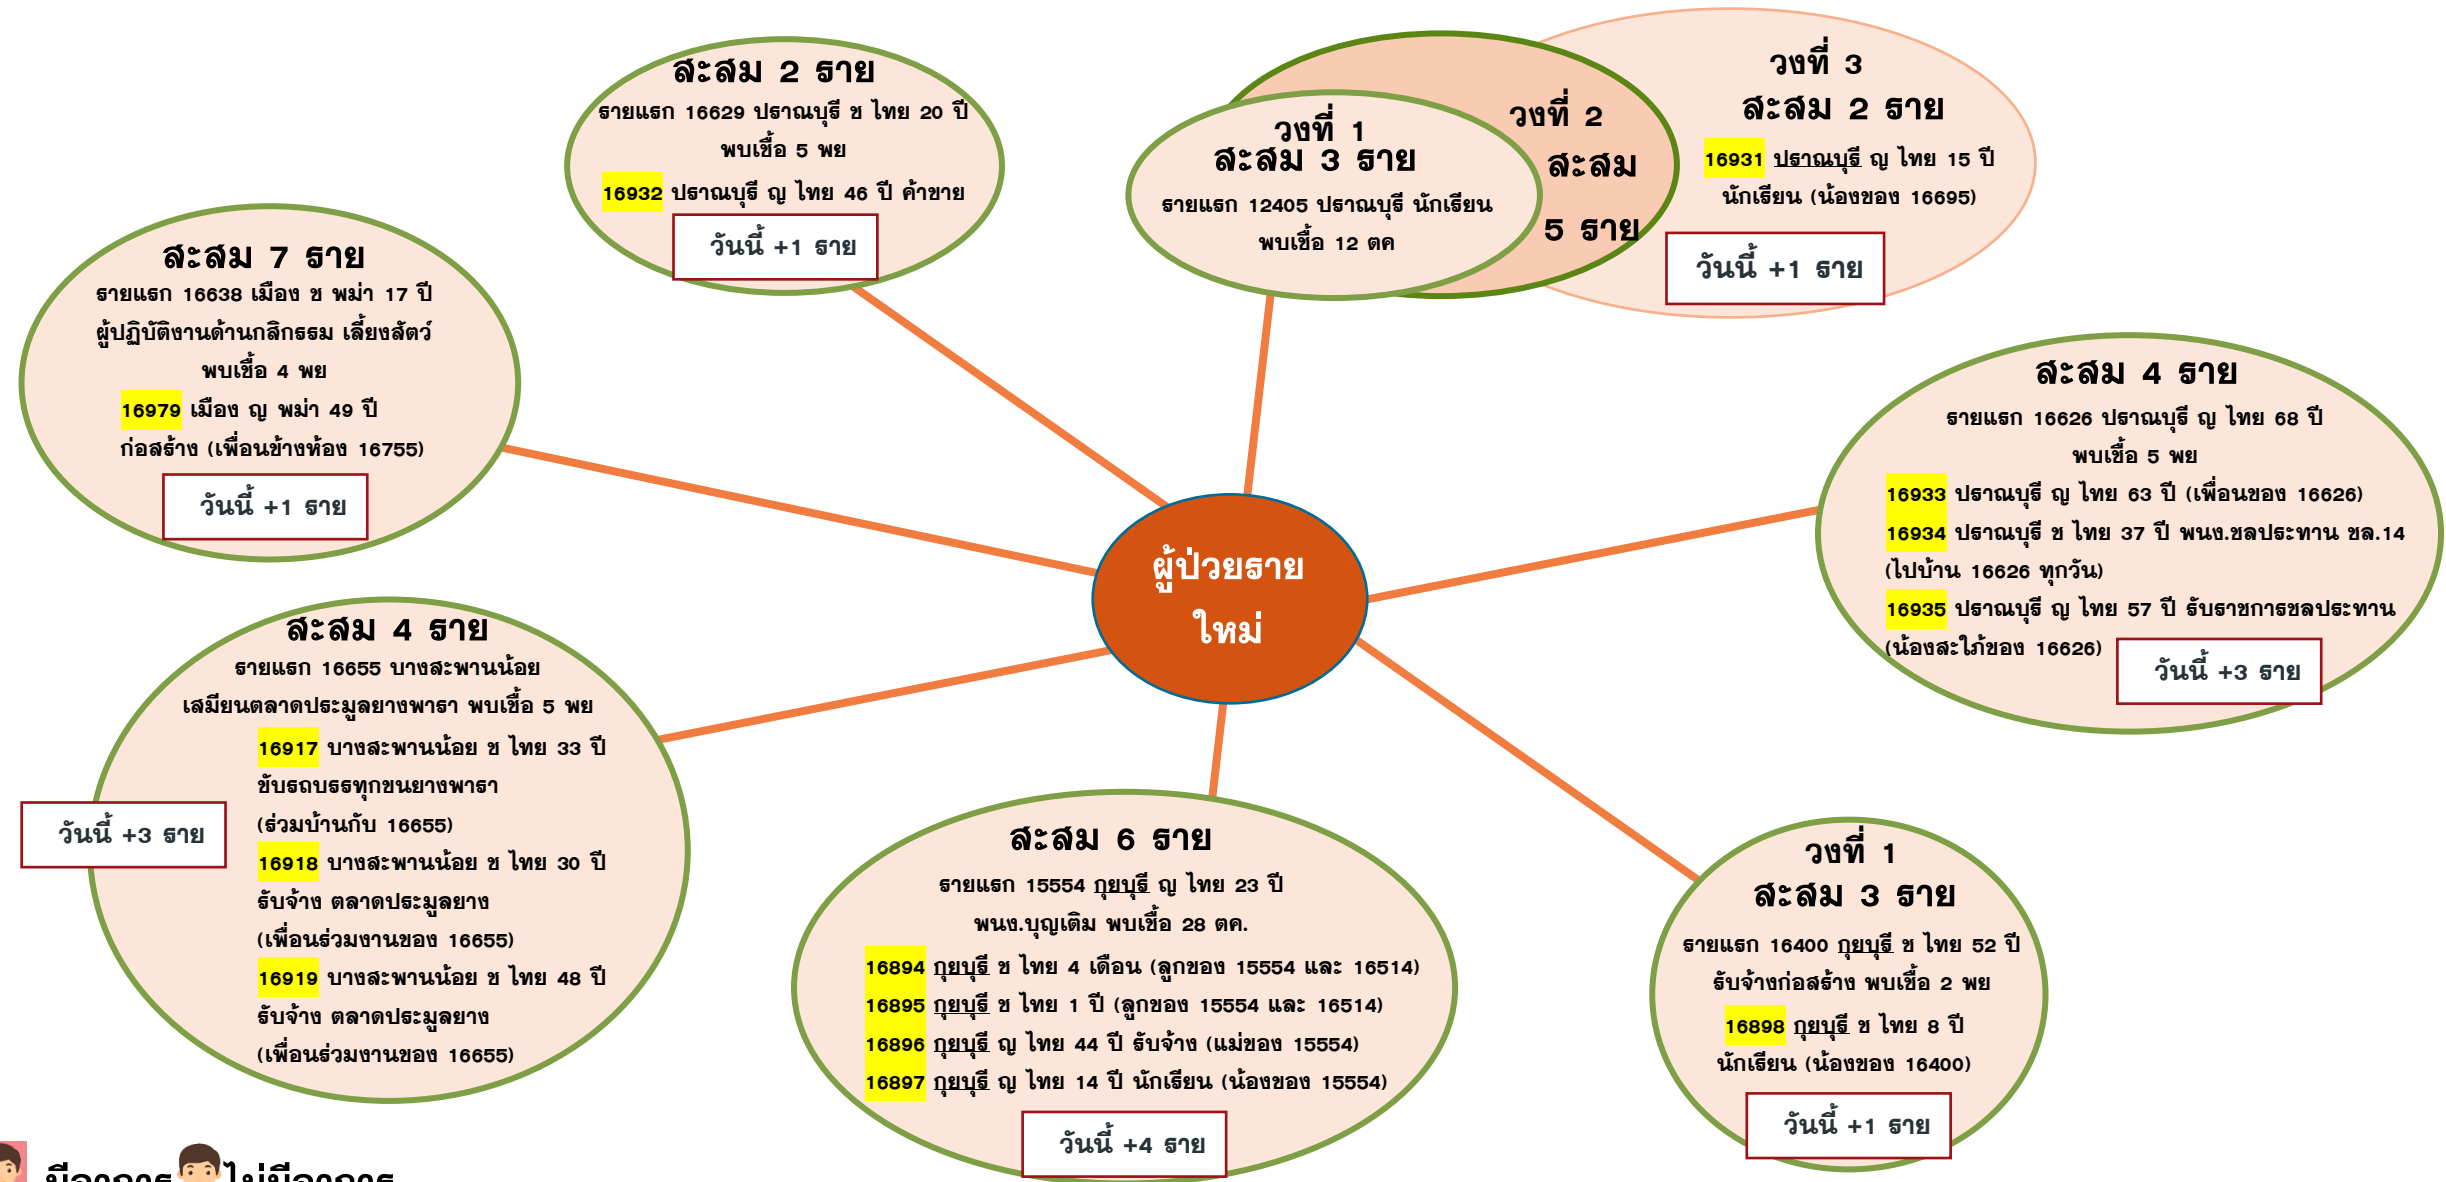 สะสม 2 ราย
รายแรก 16629 ปราณบุรี ช ไทย 20 ปี
พบเชื้อ 5 พย
16932 ปราณบุรี ญ ไทย 46 ปี ค้าขาย
วันนี้ +1 ราย
วงที่ 1
สะสม 3 ราย
รายแรก 12405 ปราณบุรี นักเรียน
พบเชื้อ 12 ตค
วงที่ 2
สะสม
5 ราย
วงที่ 3
สะสม 2 ราย
16931 ปราณบุรี ญ ไทย 15 ปี
นักเรียน (น้องของ 16695)
วันนี้ +1 ราย
สะสม 7 ราย
รายแรก 16638 เมือง ช พม่า 17 ปี
ผู้ปฏิบัติงานด้านกสิกรรม เลี้ยงสัตว์
พบเชื้อ 4 พย
16979 เมือง ญ พม่า 49 ปี
ก่อสร้าง (เพื่อนข้างห้อง 16755)
วันนี้ +1 ราย
สะสม 4 ราย
รายแรก 16626 ปราณบุรี ญ ไทย 68 ปี
พบเชื้อ 5 พย
16933 ปราณบุรี ญ ไทย 63 ปี (เพื่อนของ 16626)
16934 ปราณบุรี ช ไทย 37 ปี พนง.ชลประทาน ชล.14
(ไปบ้าน 16626 ทุกวัน)
16935 ปราณบุรี ญ ไทย 57 ปี รับราชการชลประทาน
(น้องสะใภ้ของ 16626)
วันนี้ +3 ราย
ผู้ป่วยราย
ใหม่
สะสม 4 ราย
รายแรก 16655 บางสะพานน้อย
เสมียนตลาดประมูลยางพารา พบเชื้อ 5 พย
16917 บางสะพานน้อย ช ไทย 33 ปี
ขับรถบรรทุกขนยางพารา
(ร่วมบ้านกับ 16655)
16918 บางสะพานน้อย ช ไทย 30 ปี
รับจ้าง ตลาดประมูลยาง
(เพื่อนร่วมงานของ 16655)
16919 บางสะพานน้อย ช ไทย 48 ปี
รับจ้าง ตลาดประมูลยาง
(เพื่อนร่วมงานของ 16655)
วันนี้ +3 ราย
สะสม 6 ราย
รายแรก 15554 กุยบุรี ญ ไทย 23 ปี
พนง.บุญเติม พบเชื้อ 28 ตค.
16894 กุยบุรี ช ไทย 4 เดือน (ลูกของ 15554 และ 16514)
16895 กุยบุรี ช ไทย 1 ปี (ลูกของ 15554 และ 16514)
16896 กุยบุรี ญ ไทย 44 ปี รับจ้าง (แม่ของ 15554)
16897 กุยบุรี ญ ไทย 14 ปี นักเรียน (น้องของ 15554)
วันนี้ +4 ราย
วงที่ 1
สะสม 3 ราย
รายแรก 16400 กุยบุรี ช ไทย 52 ปี
รับจ้างก่อสร้าง พบเชื้อ 2 พย
16898 กุยบุรี ช ไทย 8 ปี
นักเรียน (น้องของ 16400)
วันนี้ +1 ราย
มีอาการ ไม่มีอาการ